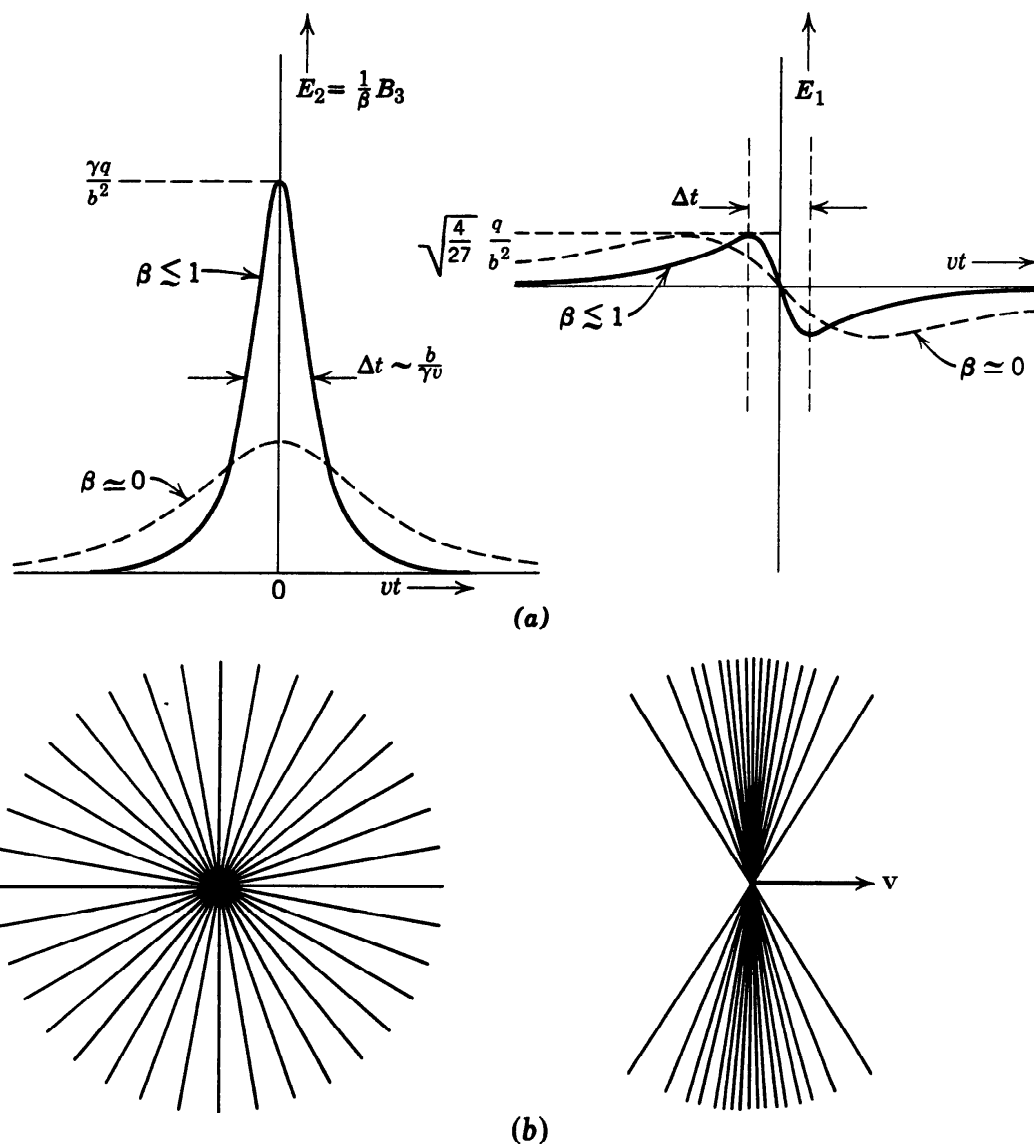 E₂ = 1/β B₃
γq/b²
β ≲ 1
Δt ~ b/γv
β ≃ 0
0
vt
E₁
Δt
√4/27 q/b²
vt
β ≲ 1
β ≃ 0
(a)
v
(b)